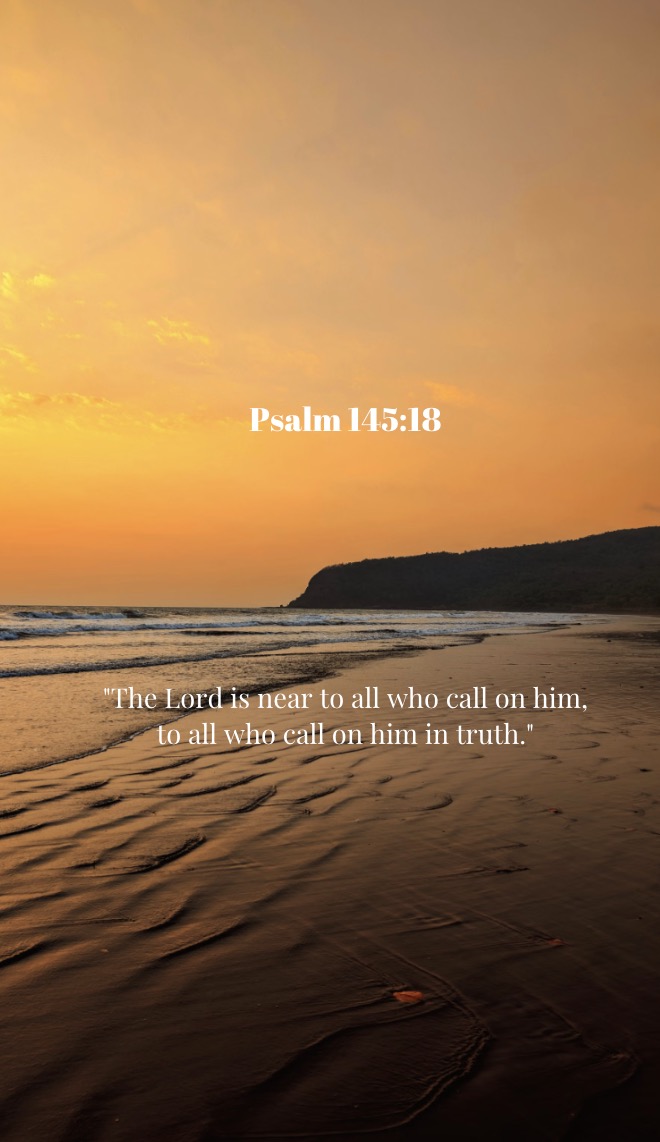 Psalm 145:18
"The Lord is near to all who call on him,
to all who call on him in truth."